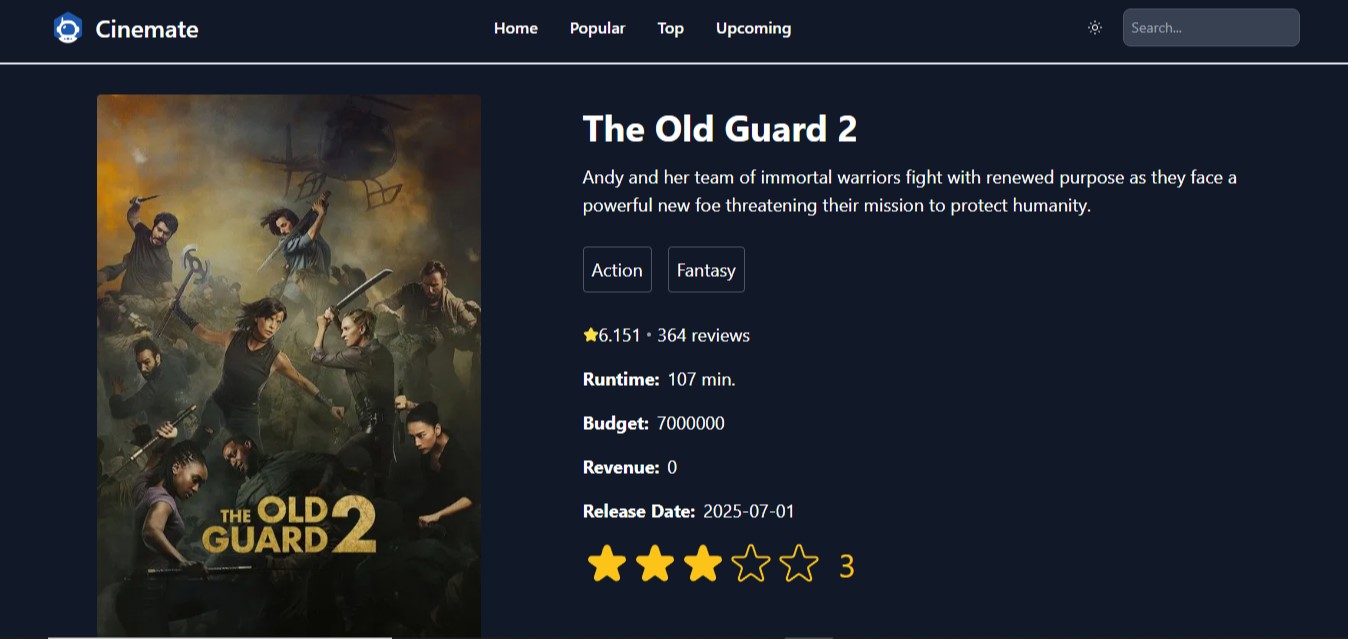 Cinemate
Home Popular Top Upcoming
Search...
The Old Guard 2
Andy and her team of immortal warriors fight with renewed purpose as they face a
powerful new foe threatening their mission to protect humanity.
Action Fantasy
6.151 • 364 reviews
Runtime: 107 min.
Budget: 7000000
Revenue: 0
Release Date: 2025-07-01
3
THE OLD
GUARD 2